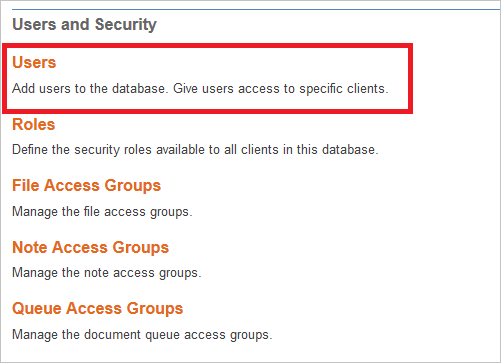 Users and Security
Users
Add users to the database. Give users access to specific clients.
Roles
Define the security roles available to all clients in this database.
File Access Groups
Manage the file access groups.
Note Access Groups
Manage the note access groups.
Queue Access Groups
Manage the document queue access groups.